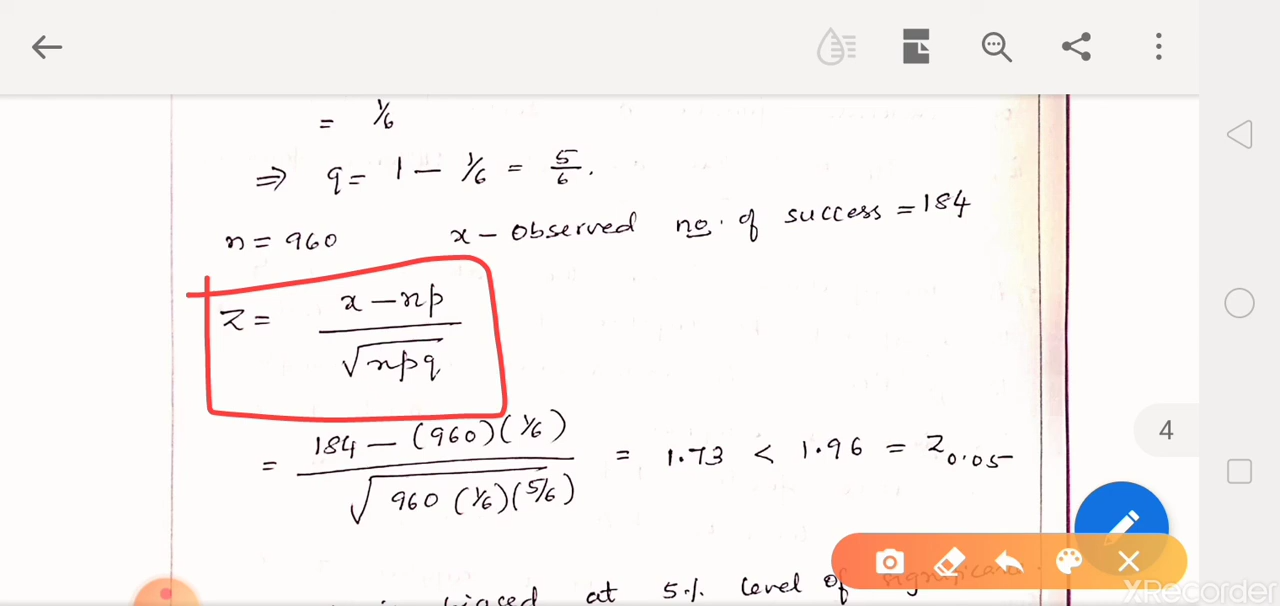 = 1/6
⇒ q = 1 - 1/6 = 5/6.
n = 960 x - observed no. of success = 184
Z = x - np / √npq
= 184 - (960)(1/6) / √960 (1/6)(5/6) = 1.73 < 1.96 = Z0.05
4
biased at 5% level of significance
XRecorder